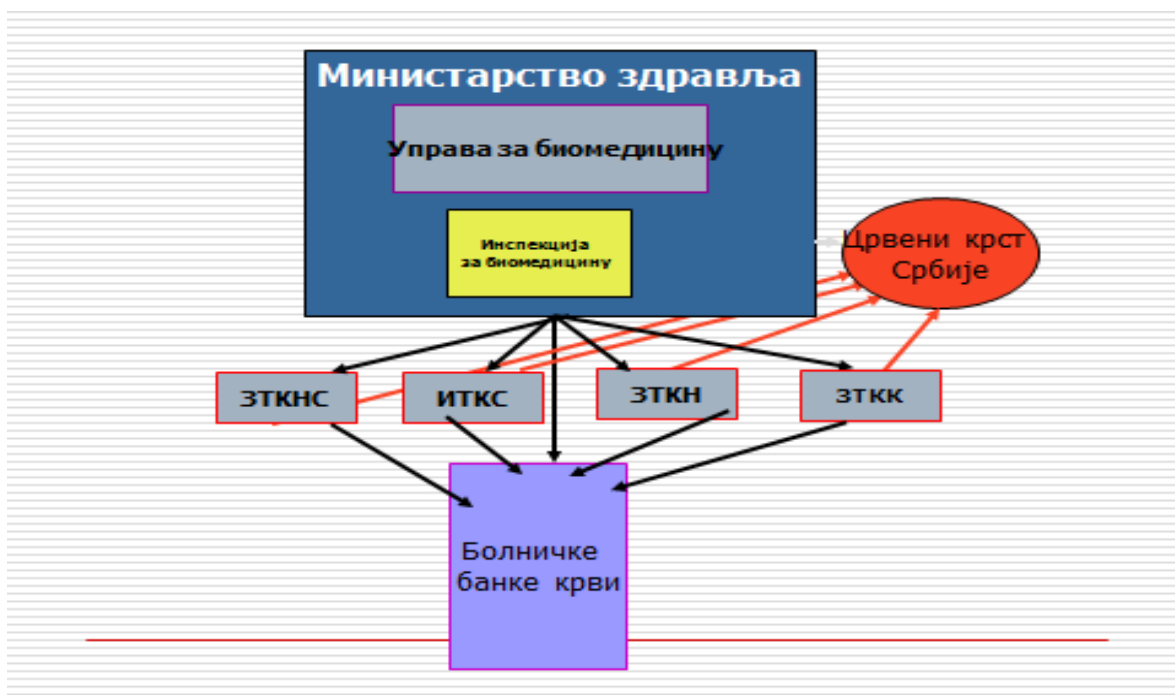 Министарство здравља
Управа за биомедицину
Инспекција
за биомедицину
Црвени крст
Србије
ЗТКНС
ИТКС
ЗТКН
ЗТКК
Болничке
банке крви